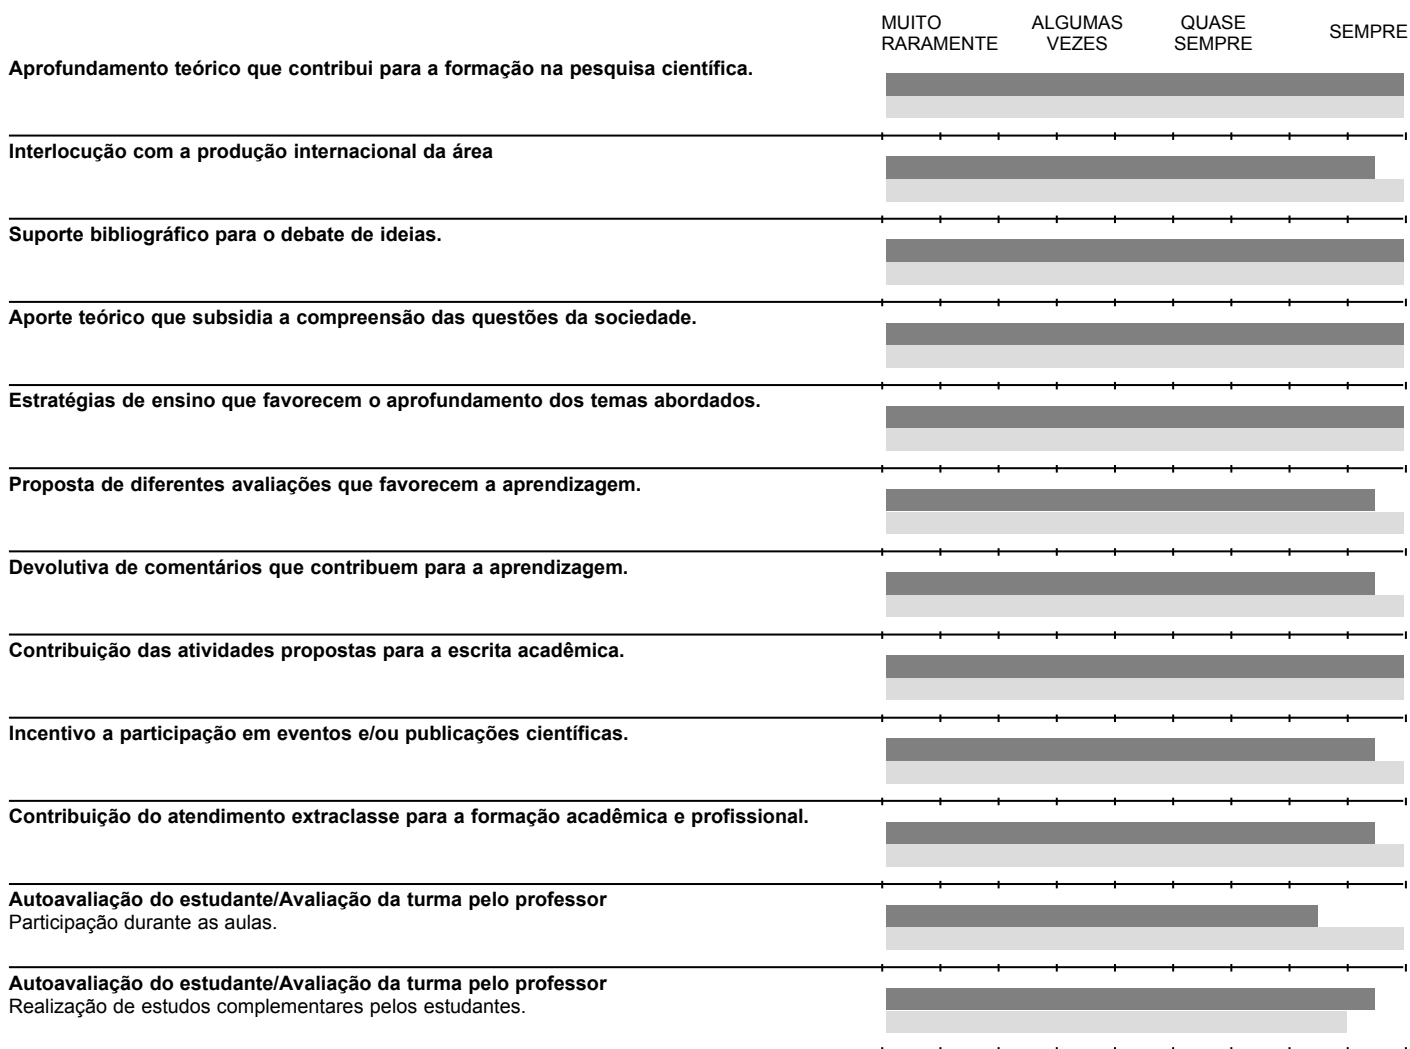 MUITO RARAMENTE ALGUMAS VEZES QUASE SEMPRE SEMPRE
Aprofundamento teórico que contribui para a formação na pesquisa científica.
Interlocução com a produção internacional da área
Suporte bibliográfico para o debate de ideias.
Aporte teórico que subsidia a compreensão das questões da sociedade.
Estratégias de ensino que favorecem o aprofundamento dos temas abordados.
Proposta de diferentes avaliações que favorecem a aprendizagem.
Devolutiva de comentários que contribuem para a aprendizagem.
Contribuição das atividades propostas para a escrita acadêmica.
Incentivo a participação em eventos e/ou publicações científicas.
Contribuição do atendimento extraclasse para a formação acadêmica e profissional.
Autoavaliação do estudante/Avaliação da turma pelo professor
Participação durante as aulas.
Autoavaliação do estudante/Avaliação da turma pelo professor
Realização de estudos complementares pelos estudantes.